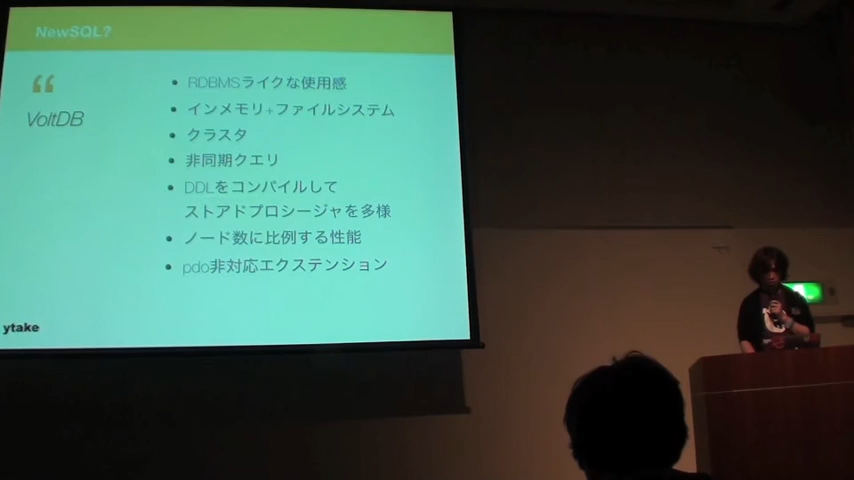 NewSQL?
“
VoltDB
• RDBMSライクな使用感
• インメモリ+ファイルシステム
• クラスタ
• 非同期クエリ
• DDLをコンパイルして
ストアドプロシージャを多様
• ノード数に比例する性能
• pdo非対応エクステンション
ytake